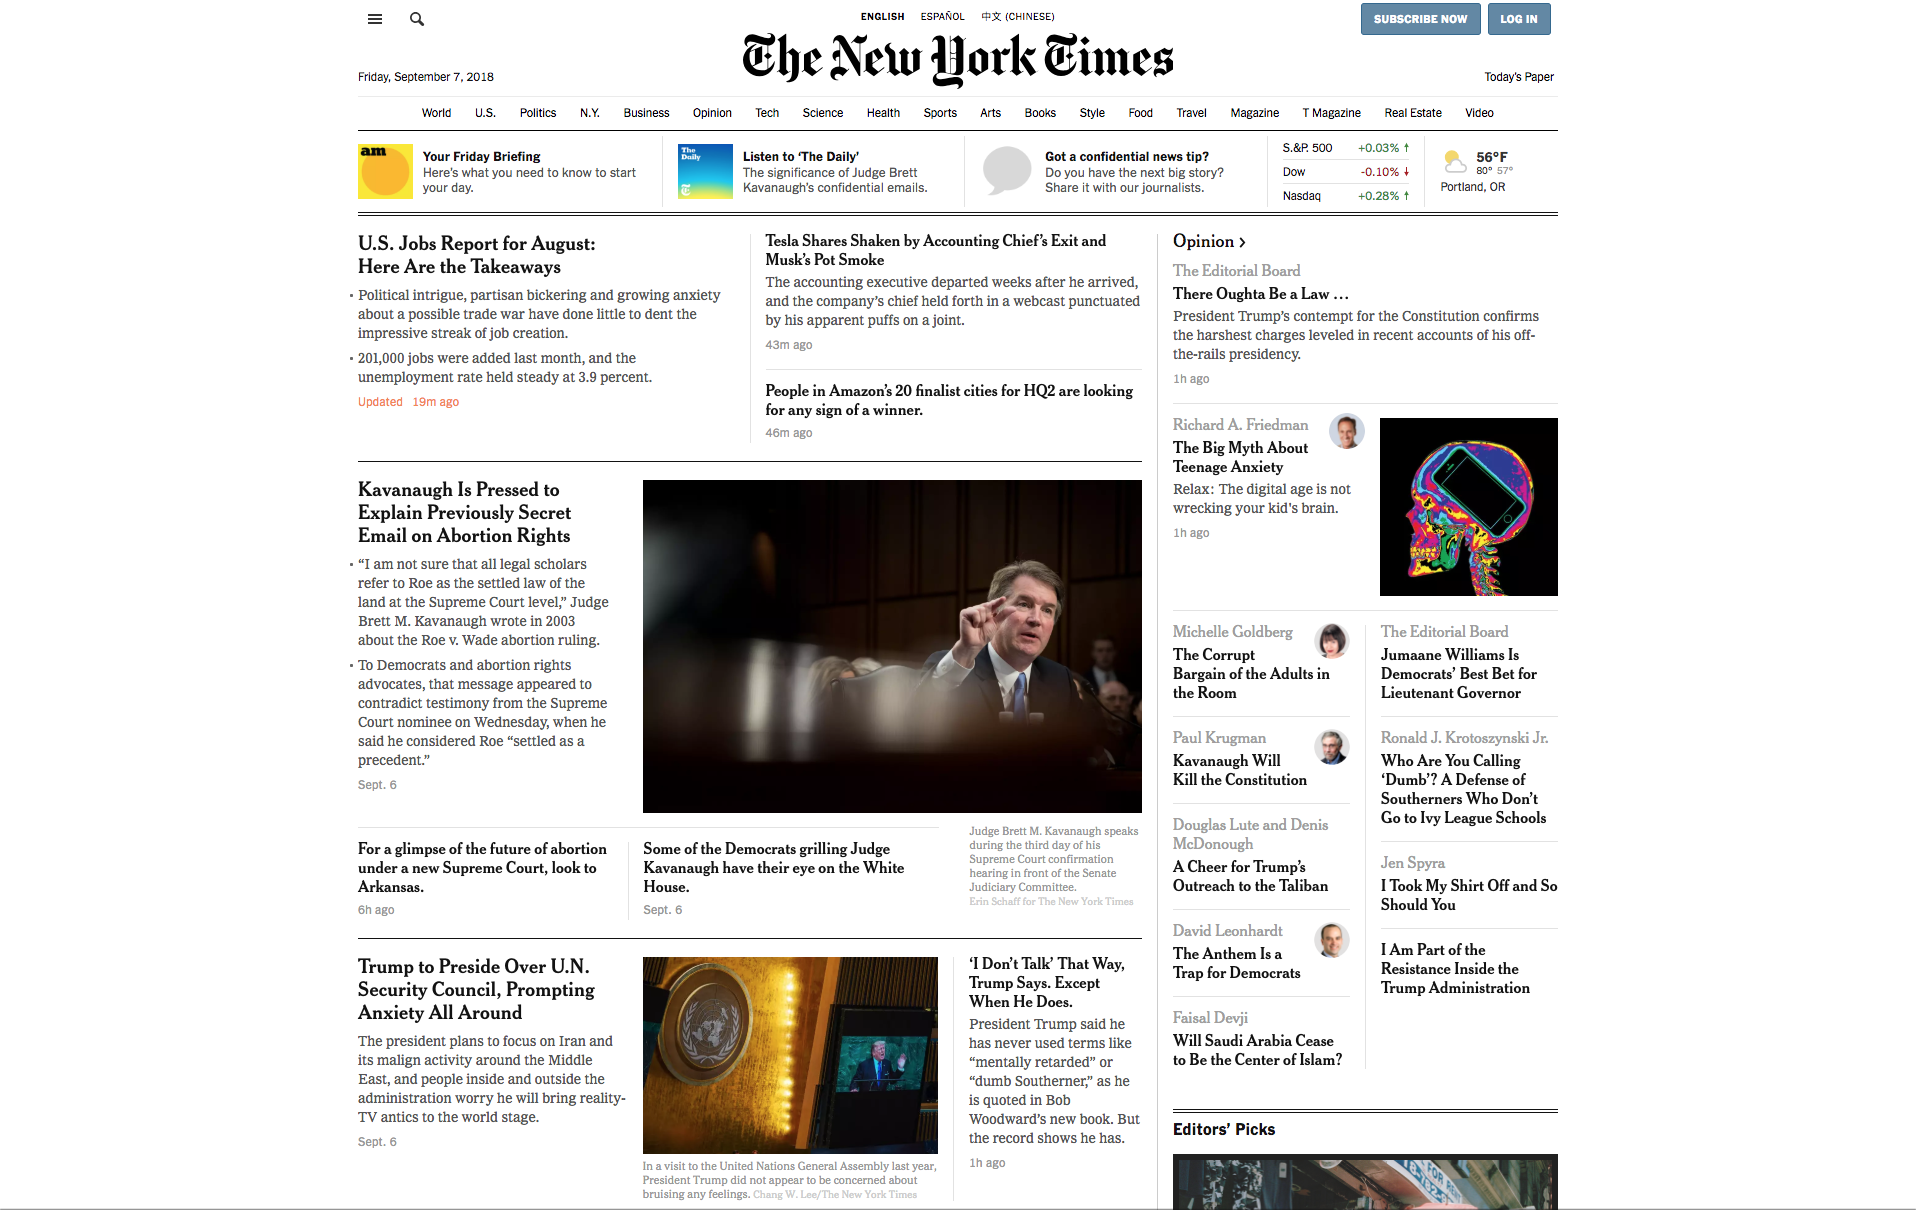 ENGLISH ESPAÑOL 中文 (CHINESE)
SUBSCRIBE NOW LOG IN
The New York Times
Friday, September 7, 2018
Today's Paper
World U.S. Politics N.Y. Business Opinion Tech Science Health Sports Arts Books Style Food Travel Magazine T Magazine Real Estate Video
am
Your Friday Briefing
Here's what you need to know to start
your day.
The
Daily
Listen to 'The Daily'
The significance of Judge Brett
Kavanaugh's confidential emails.
Got a confidential news tip?
Do you have the next big story?
Share it with our journalists.
S.&P. 500 +0.03% ↑
Dow -0.10% ↓
Nasdaq +0.28% ↑
56°F
80° 57°
Portland, OR
U.S. Jobs Report for August:
Here Are the Takeaways
• Political intrigue, partisan bickering and growing anxiety
about a possible trade war have done little to dent the
impressive streak of job creation.
• 201,000 jobs were added last month, and the
unemployment rate held steady at 3.9 percent.
Updated 19m ago
Tesla Shares Shaken by Accounting Chief's Exit and
Musk's Pot Smoke
The accounting executive departed weeks after he arrived,
and the company's chief held forth in a webcast punctuated
by his apparent puffs on a joint.
43m ago
People in Amazon's 20 finalist cities for HQ2 are looking
for any sign of a winner.
46m ago
Kavanaugh Is Pressed to
Explain Previously Secret
Email on Abortion Rights
• “I am not sure that all legal scholars
refer to Roe as the settled law of the
land at the Supreme Court level,” Judge
Brett M. Kavanaugh wrote in 2003
about the Roe v. Wade abortion ruling.
• To Democrats and abortion rights
advocates, that message appeared to
contradict testimony from the Supreme
Court nominee on Wednesday, when he
said he considered Roe “settled as a
precedent.”
Sept. 6
For a glimpse of the future of abortion
under a new Supreme Court, look to
Arkansas.
6h ago
Some of the Democrats grilling Judge
Kavanaugh have their eye on the White
House.
Sept. 6
Judge Brett M. Kavanaugh speaks
during the third day of his
Supreme Court confirmation
hearing in front of the Senate
Judiciary Committee.
Erin Schaff for The New York Times
Trump to Preside Over U.N.
Security Council, Prompting
Anxiety All Around
The president plans to focus on Iran and
its malign activity around the Middle
East, and people inside and outside the
administration worry he will bring reality-
TV antics to the world stage.
Sept. 6
In a visit to the United Nations General Assembly last year,
President Trump did not appear to be concerned about
bruising any feelings. Chang W. Lee/The New York Times
‘I Don’t Talk’ That Way,
Trump Says. Except
When He Does.
President Trump said he
has never used terms like
“mentally retarded” or
“dumb Southerner,” as he
is quoted in Bob
Woodward’s new book. But
the record shows he has.
1h ago
Opinion ›
The Editorial Board
There Oughta Be a Law …
President Trump’s contempt for the Constitution confirms
the harshest charges leveled in recent accounts of his off-
the-rails presidency.
1h ago
Richard A. Friedman
The Big Myth About
Teenage Anxiety
Relax: The digital age is not
wrecking your kid's brain.
1h ago
Michelle Goldberg
The Corrupt
Bargain of the Adults in
the Room
Paul Krugman
Kavanaugh Will
Kill the Constitution
Douglas Lute and Denis
McDonough
A Cheer for Trump’s
Outreach to the Taliban
David Leonhardt
The Anthem Is a
Trap for Democrats
Faisal Devji
Will Saudi Arabia Cease
to Be the Center of Islam?
The Editorial Board
Jumaane Williams Is
Democrats’ Best Bet for
Lieutenant Governor
Ronald J. Krotoszynski Jr.
Who Are You Calling
‘Dumb’? A Defense of
Southerners Who Don’t
Go to Ivy League Schools
Jen Spyra
I Took My Shirt Off and So
Should You
I Am Part of the
Resistance Inside the
Trump Administration
Editors’ Picks